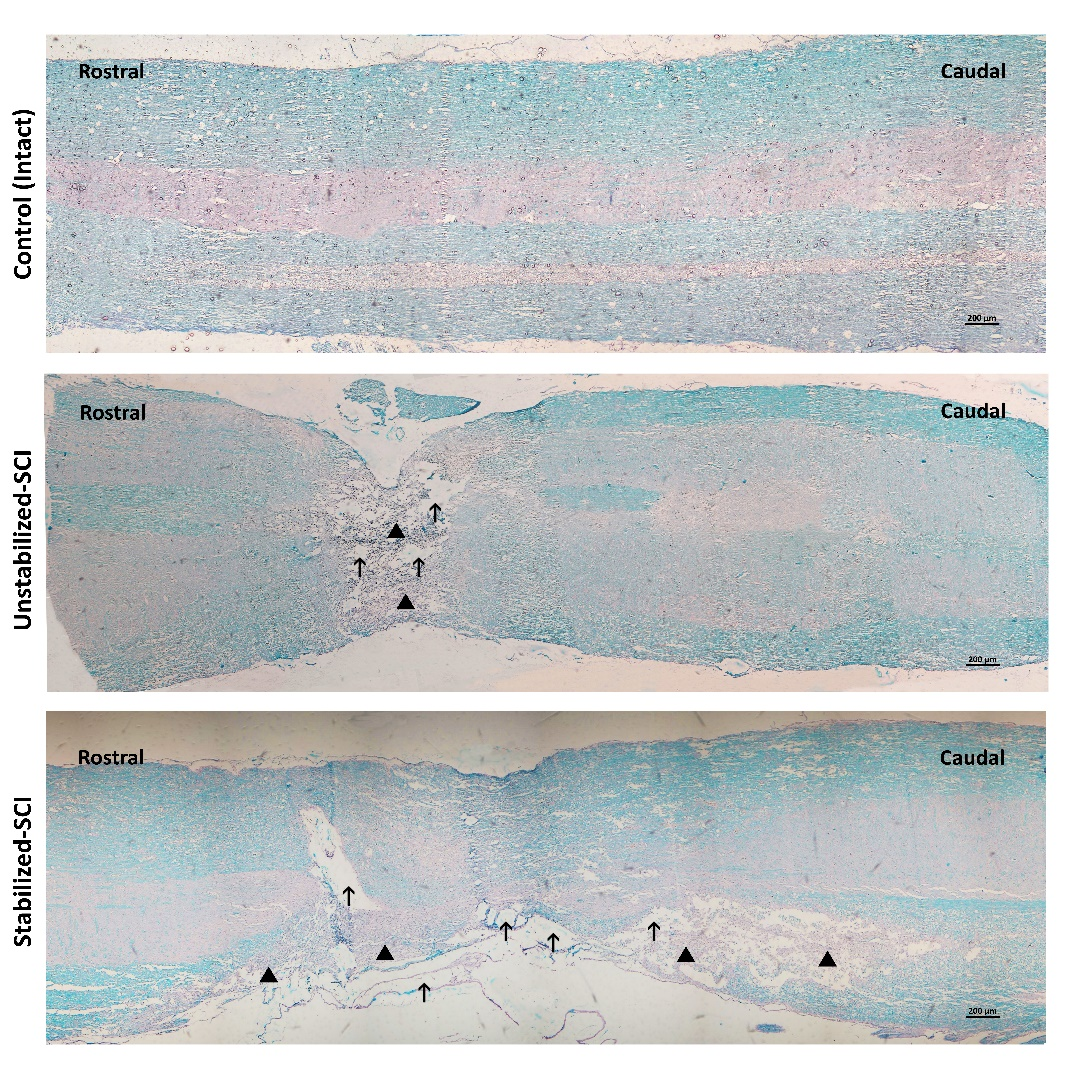 Control (Intact)
Rostral
Caudal
200 µm
Unstabilized-SCI
Rostral
Caudal
200 µm
Stabilized-SCI
Rostral
Caudal
200 µm